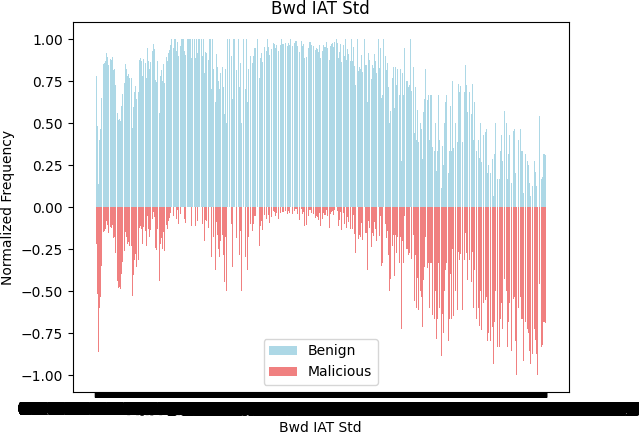 Bwd IAT Std
1.00
0.75
0.50
0.25
0.00
−0.25
−0.50
−0.75
−1.00
Normalized Frequency
Benign
Malicious
Bwd IAT Std